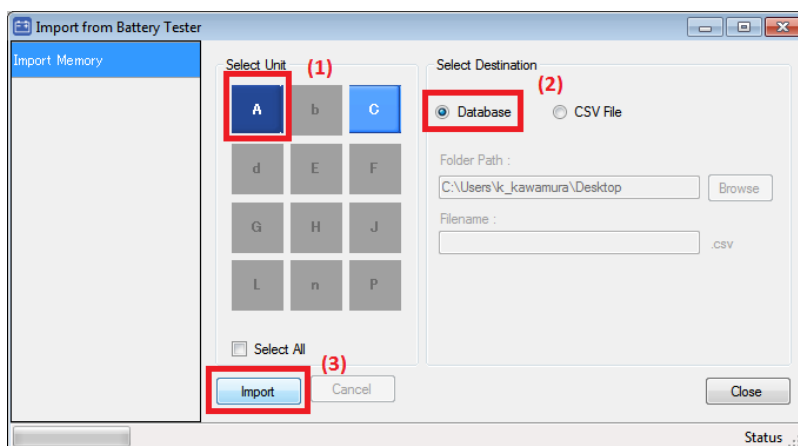 Import from Battery Tester
Import Memory
Select Unit
(1)
A
b
C
d
E
F
G
H
J
L
n
P
Select All
(3)
Import
Cancel
Select Destination
(2)
Database
CSV File
Folder Path :
C:\Users\k_kawamura\Desktop
Browse
Filename :
.csv
Close
Status